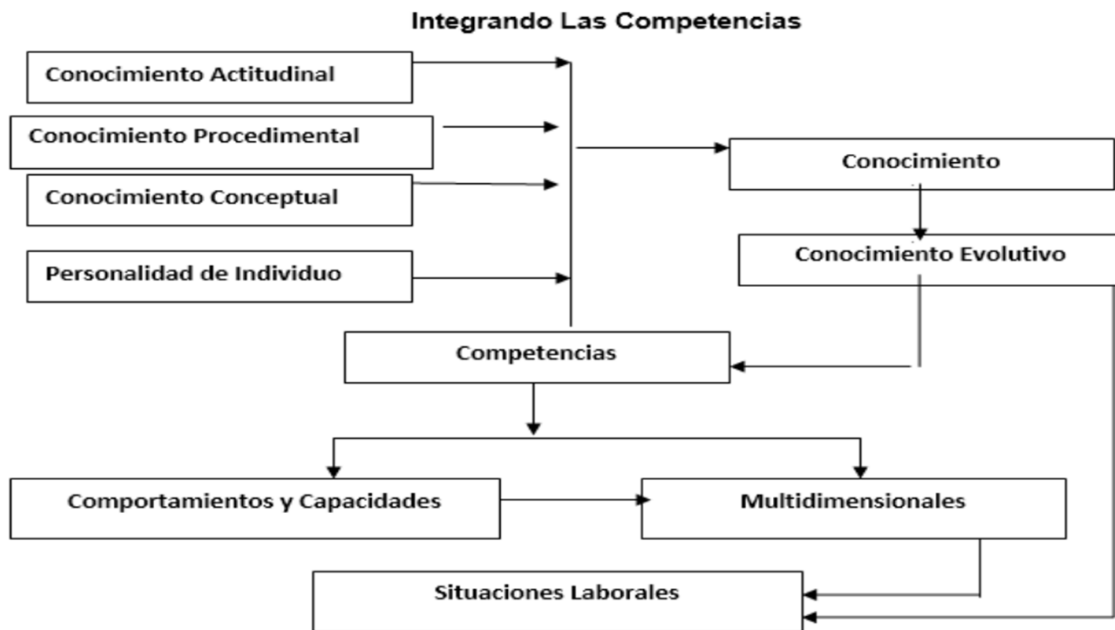 Integrando Las Competencias
Conocimiento Actitudinal
Conocimiento Procedimental
Conocimiento Conceptual
Personalidad de Individuo
Conocimiento
Conocimiento Evolutivo
Competencias
Comportamientos y Capacidades
Multidimensionales
Situaciones Laborales